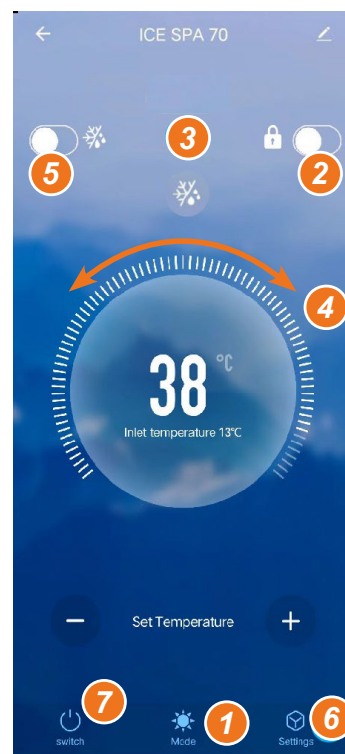 ICE SPA 70
3
5
2
4
38 °C
Inlet temperature 13°C
− Set Temperature +
7
1
6
switch Mode Settings